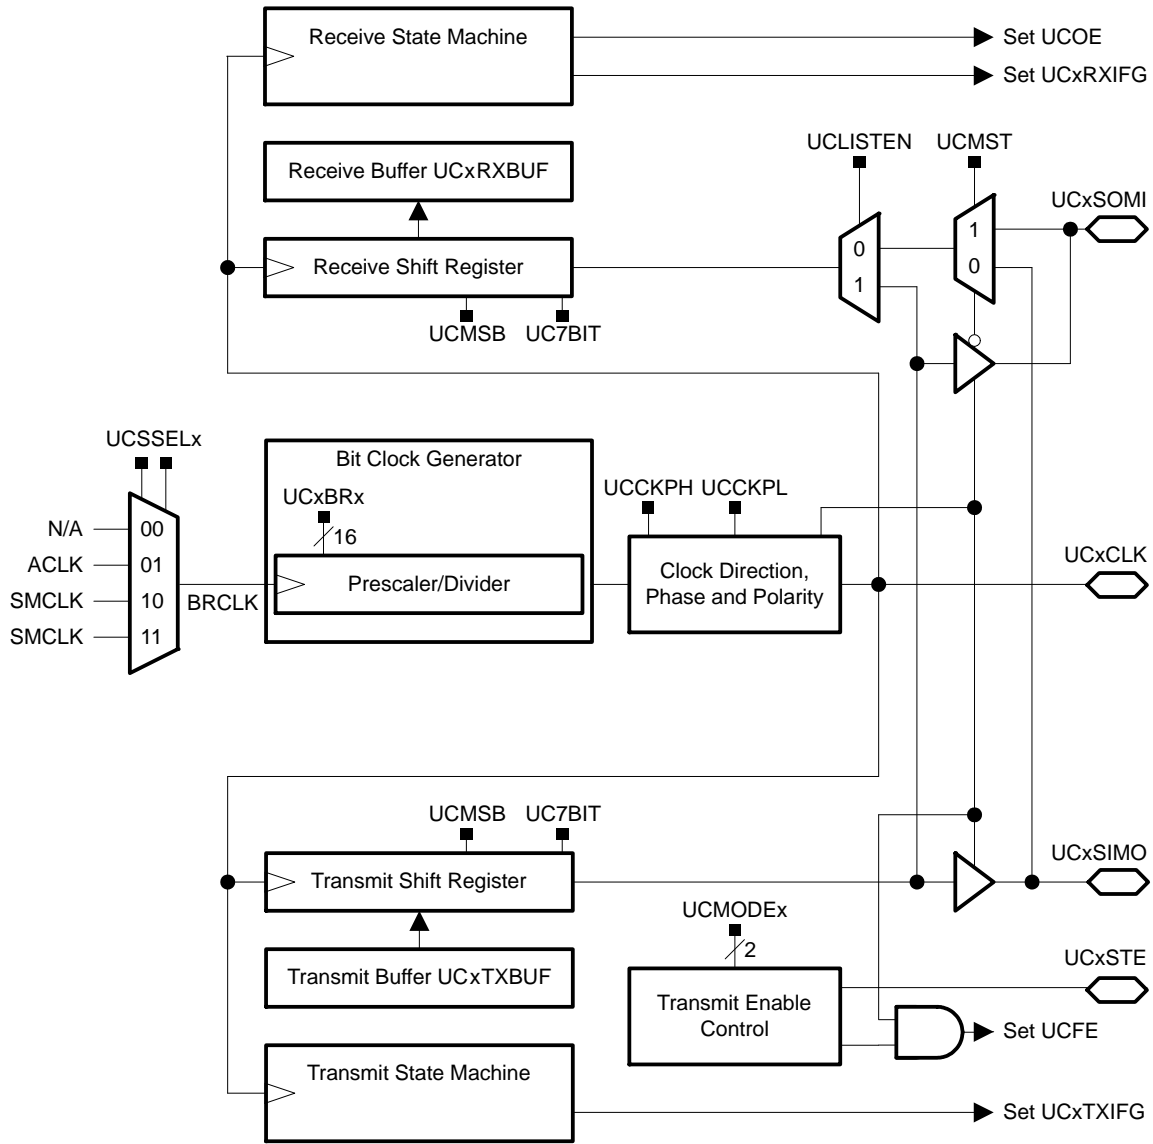 Receive State Machine
Set UCOE
Set UCxRXIFG
Receive Buffer UCxRXBUF
UCLISTEN
UCMST
UCxSOMI
1
0
0
1
Receive Shift Register
UCMSB
UC7BIT
UCSSELx
Bit Clock Generator
UCxBRx
16
UCCKPH
UCCKPL
N/A
00
ACLK
01
SMCLK
10
SMCLK
11
BRCLK
Prescaler/Divider
Clock Direction,
Phase and Polarity
UCxCLK
UCMSB
UC7BIT
Transmit Shift Register
UCxSIMO
UCMODEx
2
Transmit Buffer UCxTXBUF
UCxSTE
Transmit Enable
Control
Set UCFE
Transmit State Machine
Set UCxTXIFG